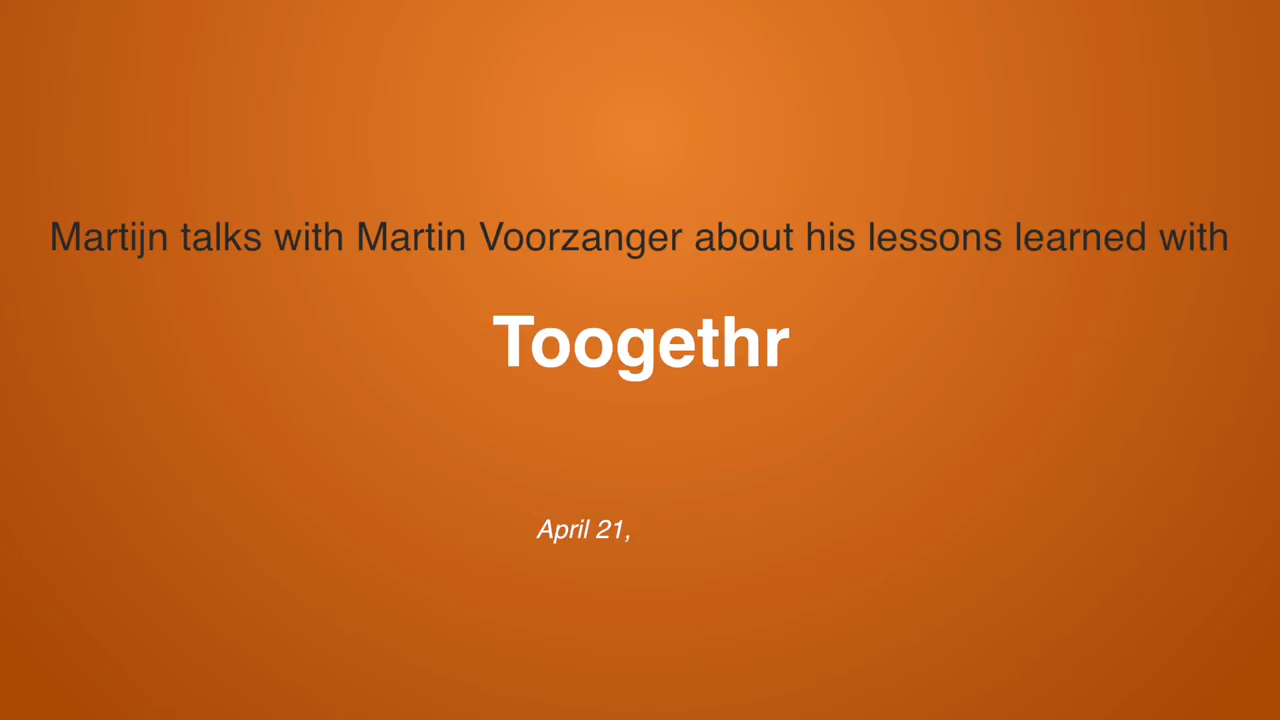 Martijn talks with Martin Voorzanger about his lessons learned with
Toogethr
April 21,